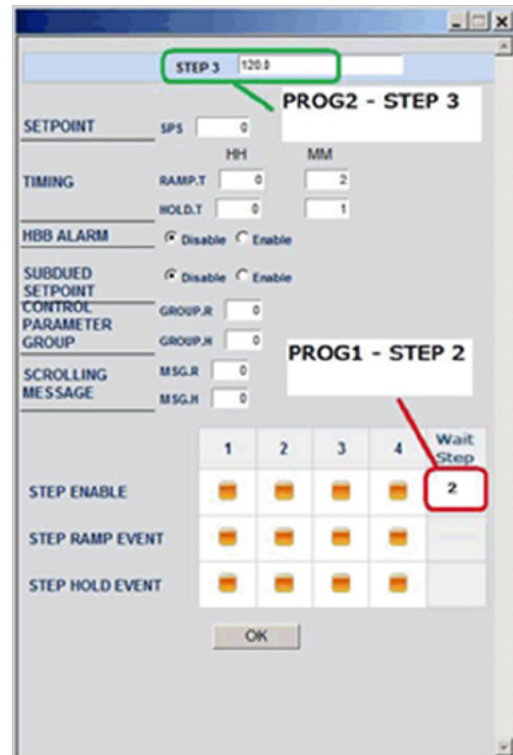 STEP 3 120.0
PROG2 - STEP 3
SETPOINT SPS 0
HH MM
TIMING RAMP.T 0 2
HOLD.T 0 1
HBB ALARM Disable Enable
SUBDUED SETPOINT Disable Enable
CONTROL PARAMETER GROUP GROUP.R 0
GROUP.H 0
PROG1 - STEP 2
SCROLLING MESSAGE MSG.R 0
MSG.H 0
1 2 3 4 Wait Step
STEP ENABLE 2
STEP RAMP EVENT
STEP HOLD EVENT
OK